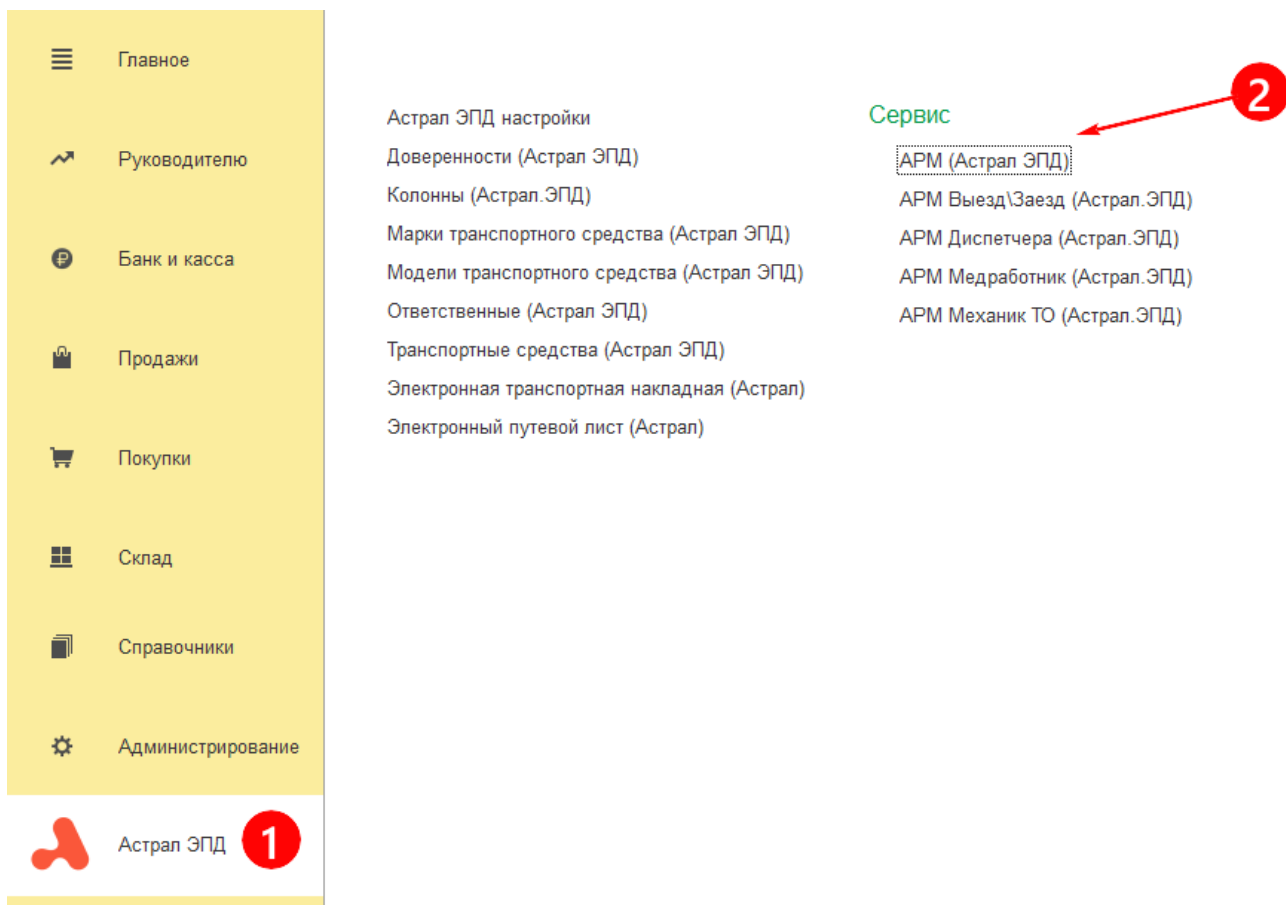 Главное
Руководителю
Банк и касса
Продажи
Покупки
Склад
Справочники
Администрирование
Астрал ЭПД
1
Астрал ЭПД настройки
Доверенности (Астрал ЭПД)
Колонны (Астрал.ЭПД)
Марки транспортного средства (Астрал ЭПД)
Модели транспортного средства (Астрал ЭПД)
Ответственные (Астрал ЭПД)
Транспортные средства (Астрал ЭПД)
Электронная транспортная накладная (Астрал)
Электронный путевой лист (Астрал)
2
Сервис
АРМ (Астрал ЭПД)
АРМ Выезд\Заезд (Астрал.ЭПД)
АРМ Диспетчера (Астрал.ЭПД)
АРМ Медработник (Астрал.ЭПД)
АРМ Механик ТО (Астрал.ЭПД)